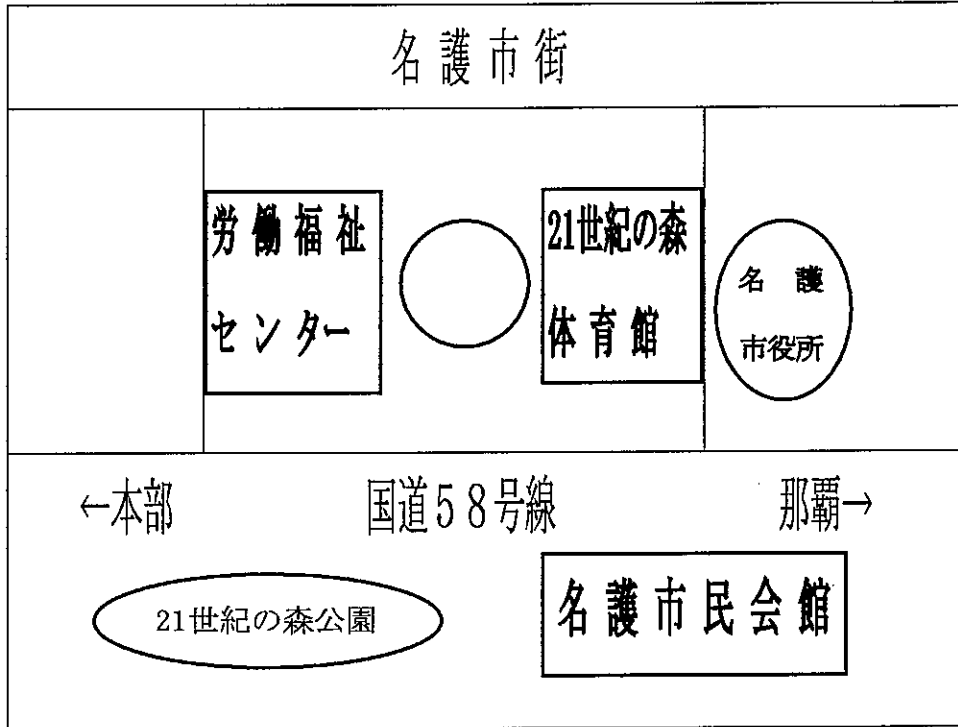 名護市街
労働福祉
センター
21世紀の森
体育館
名護
市役所
←本部
国道58号線
那覇→
21世紀の森公園
名護市民会館